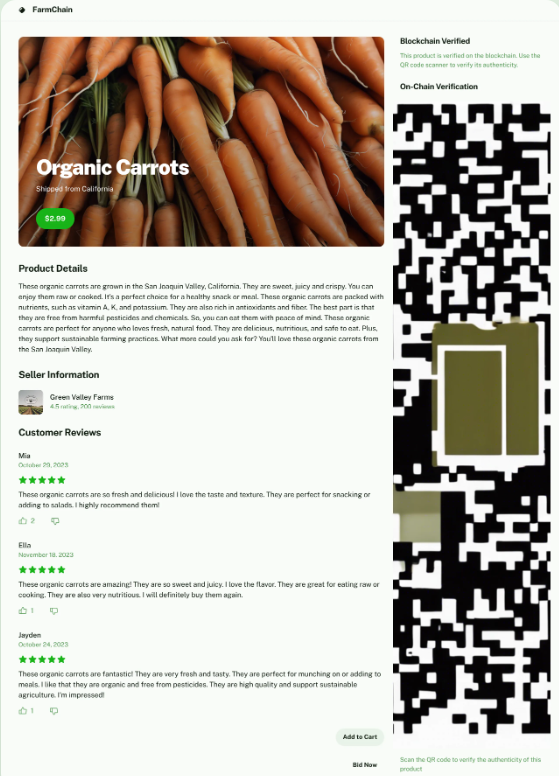 FarmChain
Organic Carrots
Shipped from California
$2.99
Product Details
These organic carrots are grown in the San Joaquin Valley, California. They are sweet, juicy and crispy. You can
enjoy them raw or cooked. It's a perfect choice for a healthy snack or meal. These organic carrots are packed with
nutrients, such as vitamin A, K, and potassium. They are also rich in antioxidants and fiber. The best part is that
they are free from harmful pesticides and chemicals. So, you can eat them with peace of mind. These organic
carrots are perfect for anyone who loves fresh, natural food. They are delicious, nutritious, and safe to eat. Plus,
they support sustainable farming practices. What more could you ask for? You'll love these organic carrots from
the San Joaquin Valley.
Seller Information
Green Valley Farms
4.5 rating, 200 reviews
Customer Reviews
Mia
October 29, 2023
These organic carrots are so fresh and delicious! I love the taste and texture. They are perfect for snacking or
adding to salads. I highly recommend them!
2
Ella
November 18, 2023
These organic carrots are amazing! They are so sweet and juicy. I love the flavor. They are great for eating raw or
cooking. They are also very nutritious. I will definitely buy them again.
1
Jayden
October 24, 2023
These organic carrots are fantastic! They are very fresh and tasty. They are perfect for munching on or adding to
meals. I like that they are organic and free from pesticides. They are high quality and support sustainable
agriculture. I'm impressed!
1
Add to Cart
Bid Now
Blockchain Verified
This product is verified on the blockchain. Use the
QR code scanner to verify its authenticity.
On-Chain Verification
Scan the QR code to verify the authenticity of this
product